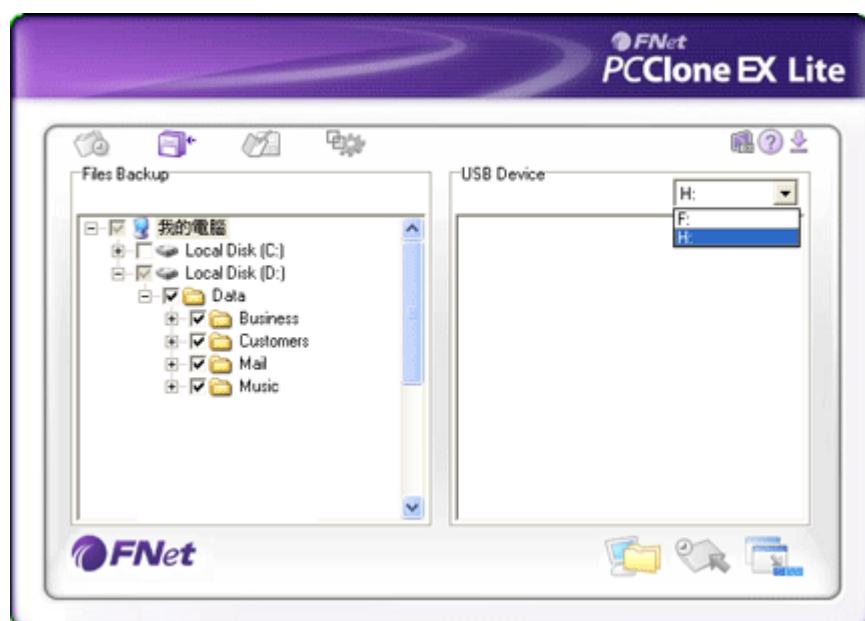 FNet
PCClone EX Lite
Files Backup
USB Device
H:
F:
H:
我的電腦
Local Disk (C:)
Local Disk (D:)
Data
Business
Customers
Mail
Music
FNet